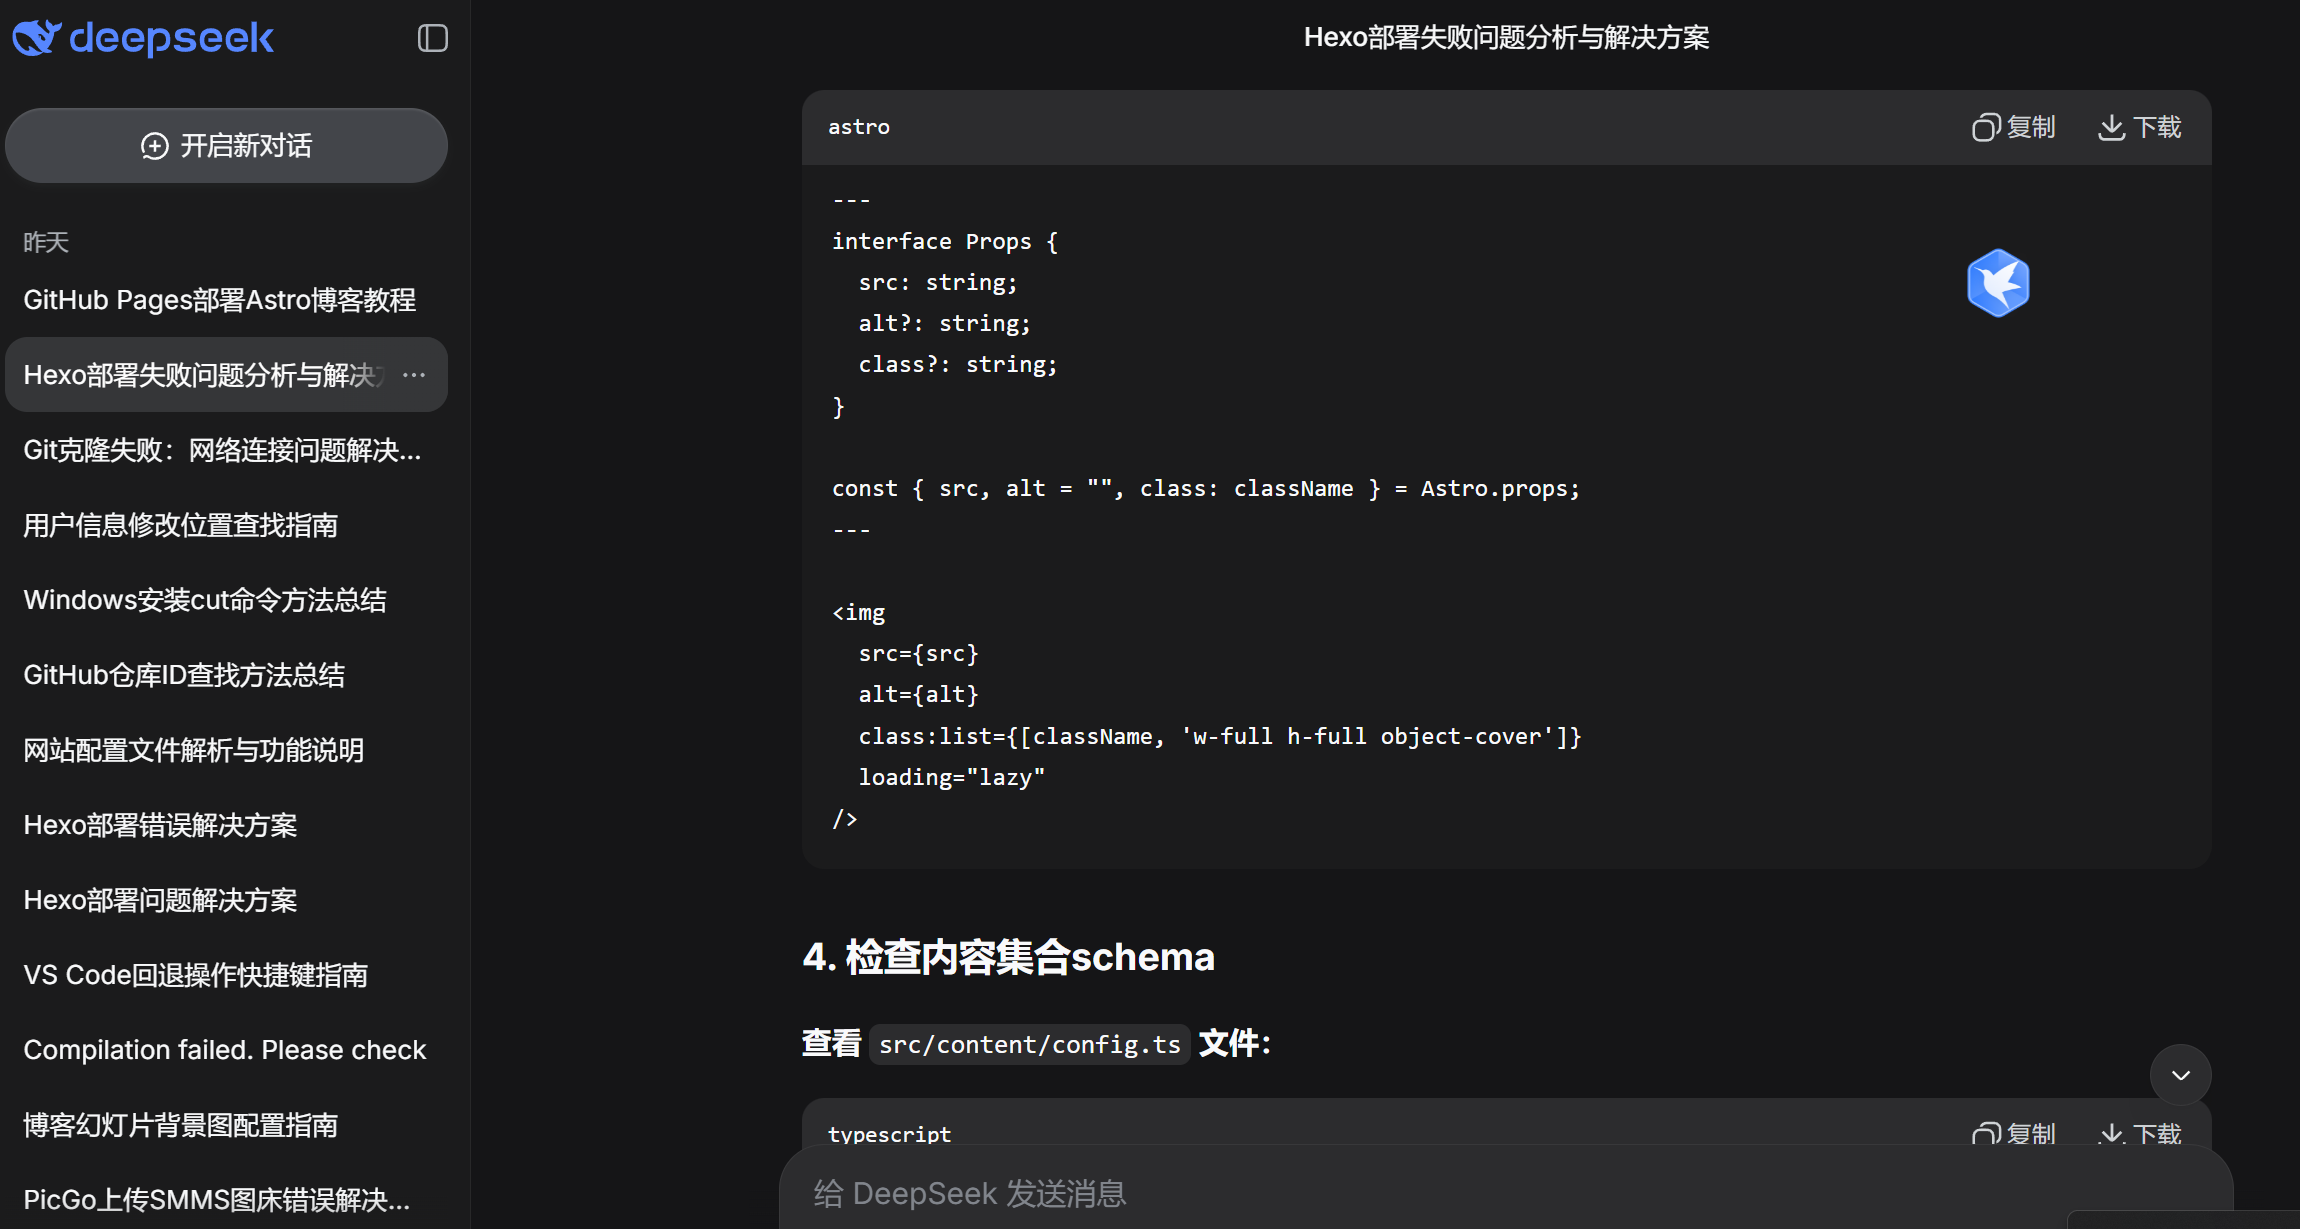 deepseek
开启新对话
昨天
GitHub Pages部署Astro博客教程
Hexo部署失败问题分析与解决方
Git克隆失败：网络连接问题解决...
用户信息修改位置查找指南
Windows安装cut命令方法总结
GitHub仓库ID查找方法总结
网站配置文件解析与功能说明
Hexo部署错误解决方案
Hexo部署问题解决方案
VS Code回退操作快捷键指南
Compilation failed. Please check
博客幻灯片背景图配置指南
PicGo上传SMMS图床错误解决...
Hexo部署失败问题分析与解决方案
astro
复制 下载
---
interface Props {
  src: string;
  alt?: string;
  class?: string;
}
const { src, alt = "", class: className } = Astro.props;
---
<img
  src={src}
  alt={alt}
  class:list={[className, 'w-full h-full object-cover']}
  loading="lazy"
/>
4. 检查内容集合schema
查看 src/content/config.ts 文件：
typescript
复制 下载
给 DeepSeek 发送消息